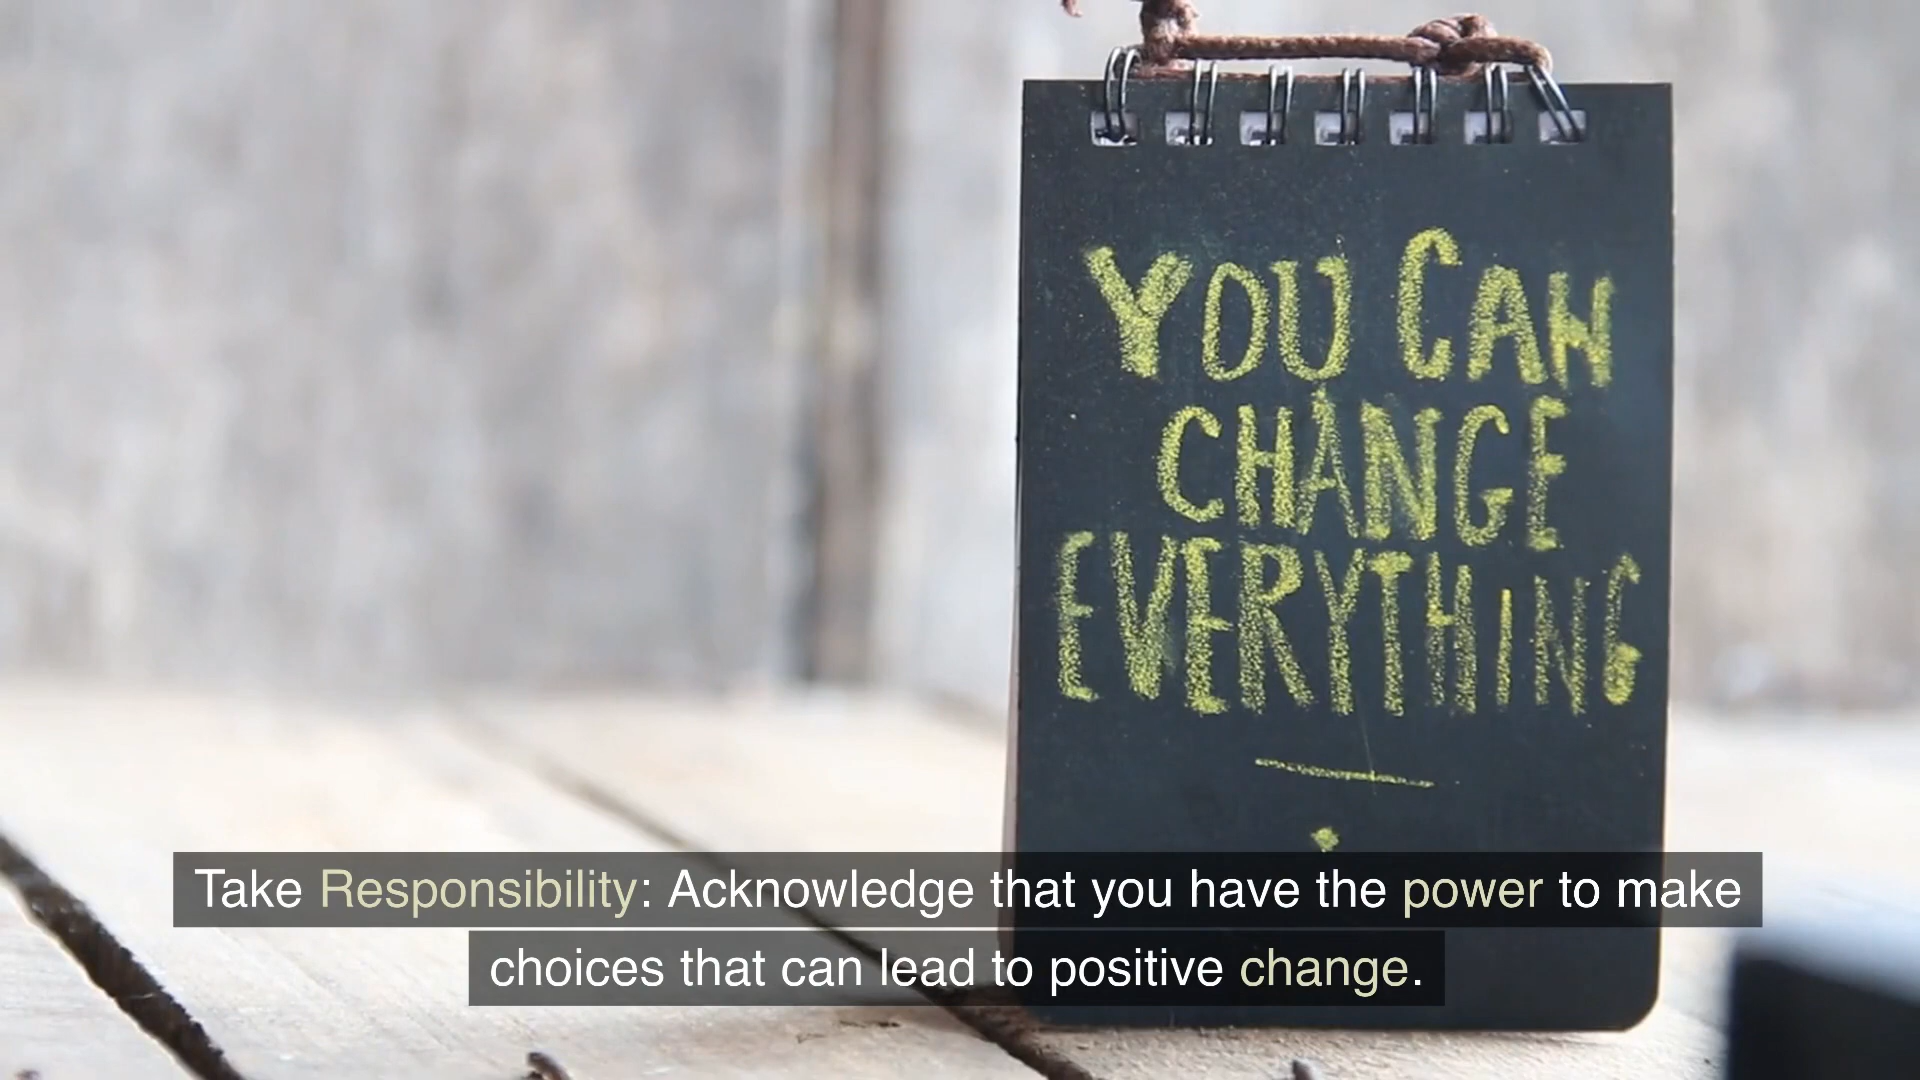 YOU CAN
CHANGE
EVERYTHING
Take Responsibility: Acknowledge that you have the power to make
choices that can lead to positive change.